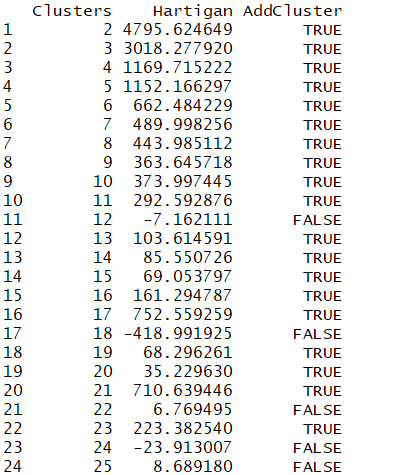 Clusters Hartigan AddCluster
1 2 4795.624649 TRUE
2 3 3018.277920 TRUE
3 4 1169.715222 TRUE
4 5 1152.166297 TRUE
5 6 662.484229 TRUE
6 7 489.998256 TRUE
7 8 443.985112 TRUE
8 9 363.645718 TRUE
9 10 373.997445 TRUE
10 11 292.592876 TRUE
11 12 -7.162111 FALSE
12 13 103.614591 TRUE
13 14 85.550726 TRUE
14 15 69.053797 TRUE
15 16 161.294787 TRUE
16 17 752.559259 TRUE
17 18 -418.991925 FALSE
18 19 68.296261 TRUE
19 20 35.229630 TRUE
20 21 710.639446 TRUE
21 22 6.769495 FALSE
22 23 223.382540 TRUE
23 24 -23.913007 FALSE
24 25 8.689180 FALSE